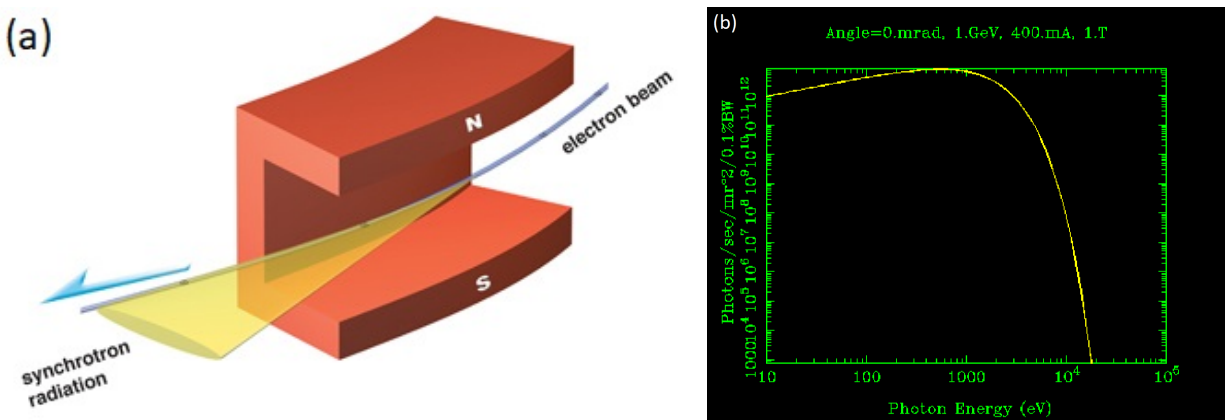 (a)
N
electron beam
S
synchrotron
radiation
(b)
Angle=0.mrad, 1.GeV, 400.mA, 1.T
Photons/sec/mr^2/0.1%BW
1000 10^4 10^5 10^6 10^7 10^8 10^9 10^10 10^11 10^12
10 100 1000 10^4 10^5
Photon Energy (eV)